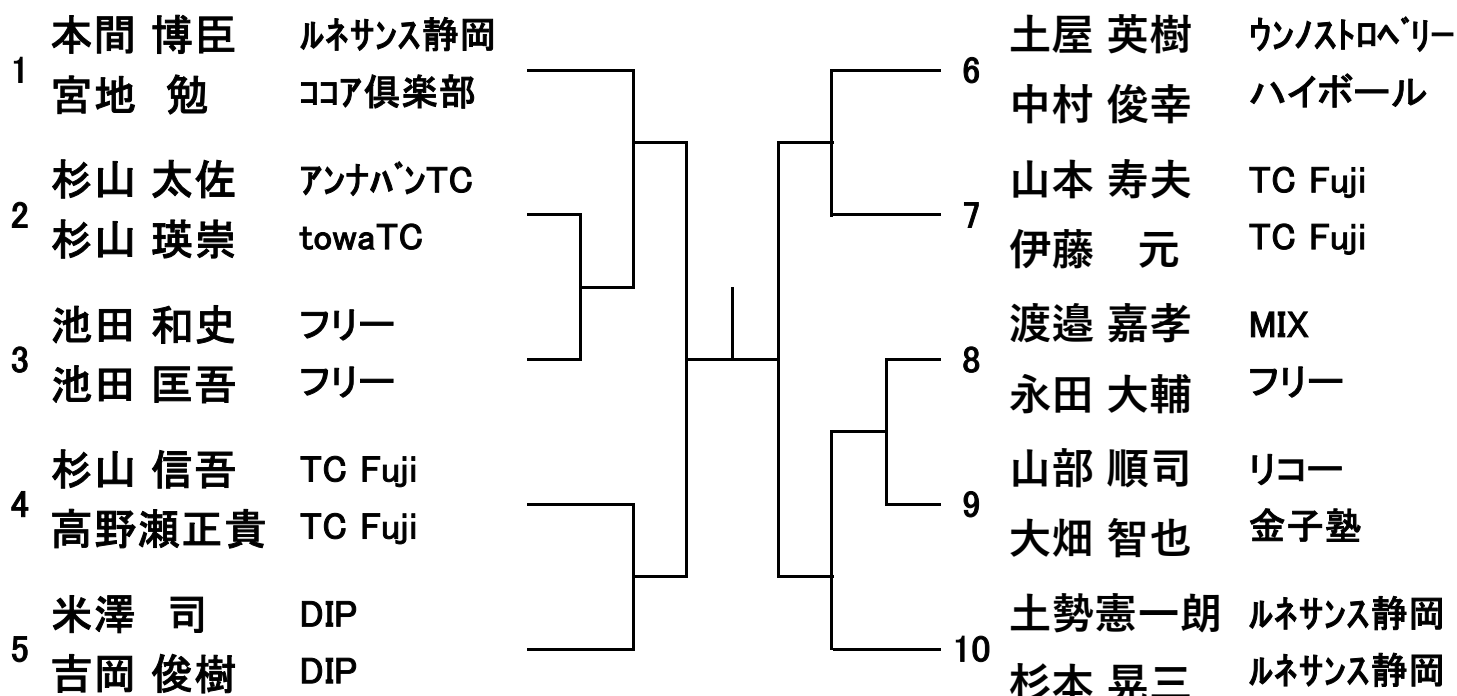 1
本間 博臣 ﾙﾈｻﾝｽ静岡
宮地 勉 ｺｺｱ倶楽部
2
杉山 太佐 ｱﾝﾅﾊﾞﾝTC
杉山 瑛崇 towaTC
3
池田 和史 フリー
池田 匡吾 フリー
4
杉山 信吾 TC Fuji
高野瀬正貴 TC Fuji
5
米澤 司 DIP
吉岡 俊樹 DIP
6
土屋 英樹 ｳﾝﾉｽﾄﾛﾍﾞﾘｰ
中村 俊幸 ハイボール
7
山本 寿夫 TC Fuji
伊藤 元 TC Fuji
8
渡邉 嘉孝 MIX
永田 大輔 フリー
9
山部 順司 リコー
大畑 智也 金子塾
10
土勢憲一朗 ﾙﾈｻﾝｽ静岡
杉本 晃三 ﾙﾈｻﾝｽ静岡